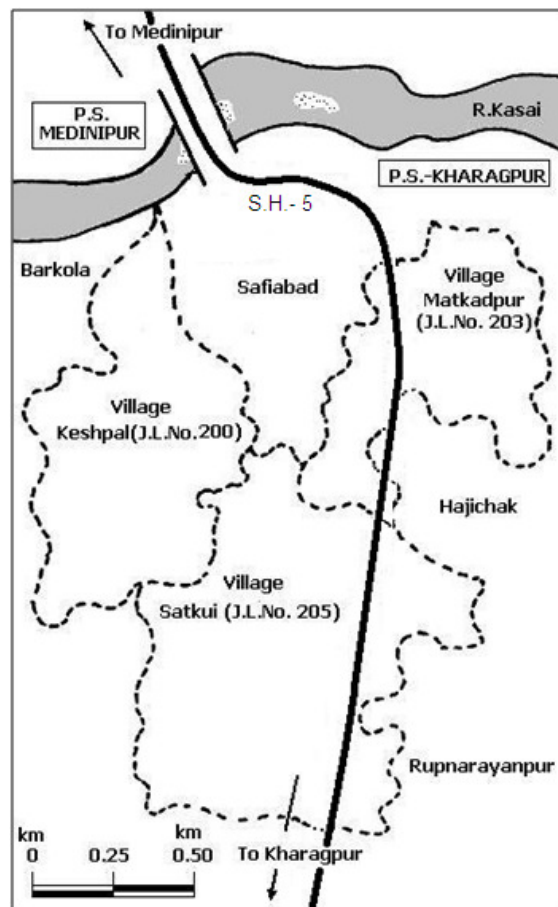 To Medinipur
P.S.
MEDINIPUR
R.Kasai
P.S.-KHARAGPUR
S.H.- 5
Barkola
Safiabad
Village
Matkadpur
(J.L.No. 203)
Village
Keshpal(J.L.No.200)
Hajichak
Village
Satkui (J.L.No. 205)
Rupnarayanpur
km
km
0
0.25
0.50
To Kharagpur